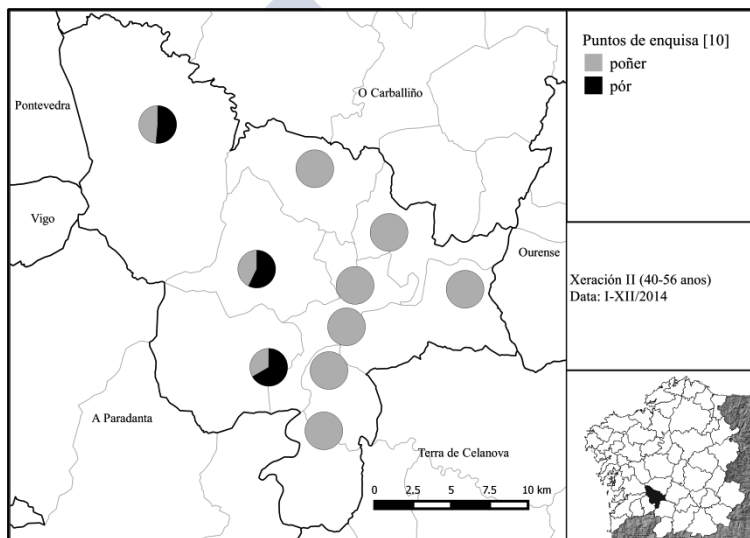 Puntos de enquisa [10]
poñer
pór
O Carballiño
Pontevedra
Vigo
Ourense
Xeración II (40-56 anos)
Data: I-XII/2014
A Paradanta
Terra de Celanova
0 2,5 5 7,5 10 km